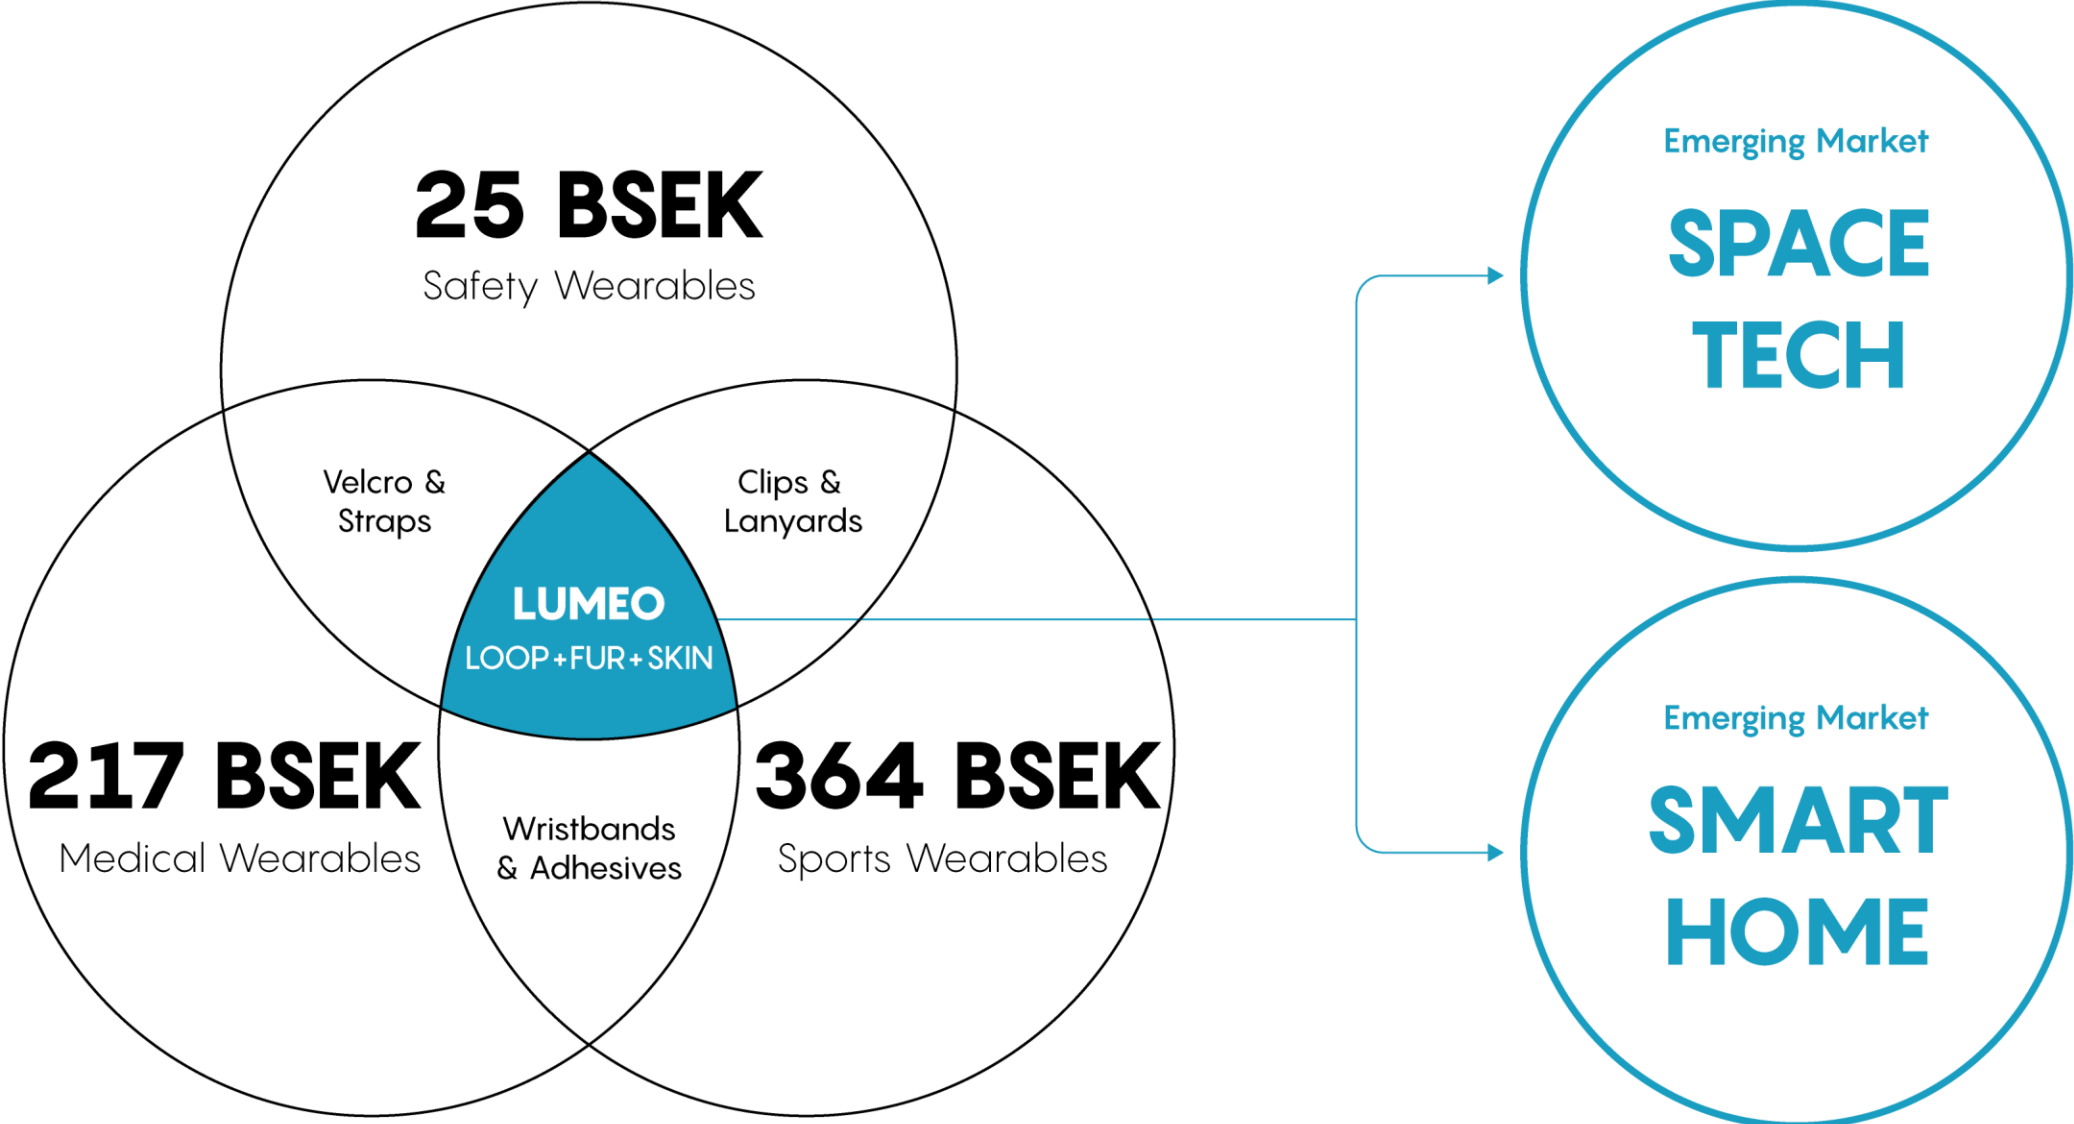 25 BSEK
Safety Wearables
Velcro &
Straps
Clips &
Lanyards
LUMEO
LOOP+FUR+SKIN
217 BSEK
Medical Wearables
Wristbands
& Adhesives
364 BSEK
Sports Wearables
Emerging Market
SPACE
TECH
Emerging Market
SMART
HOME